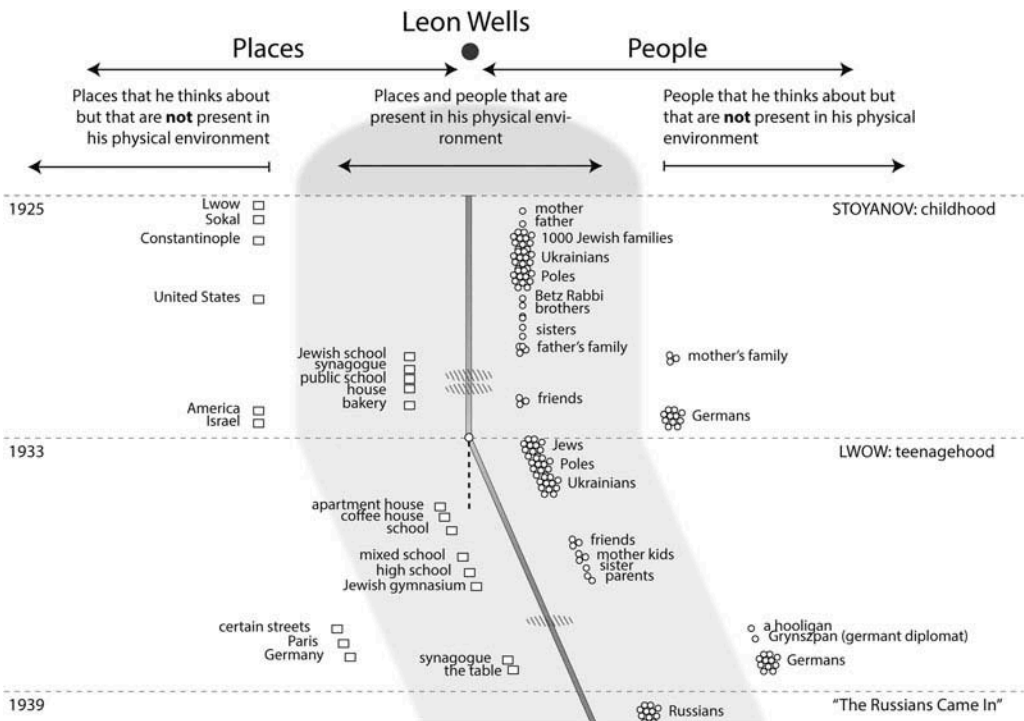 Leon Wells
Places
People
Places that he thinks about
but that are not present in
his physical environment
Places and people that are
present in his physical envi-
ronment
People that he thinks about but
that are not present in his physical
environment
1925
STOYANOV: childhood
Lwow
Sokal
Constantinople
United States
Jewish school
synagogue
public school
house
bakery
America
Israel
mother
father
1000 Jewish families
Ukrainians
Poles
Betz Rabbi
brothers
sisters
father's family
friends
mother's family
Germans
1933
LWOW: teenagehood
Jews
Poles
Ukrainians
apartment house
coffee house
school
mixed school
high school
Jewish gymnasium
friends
mother kids
sister
parents
certain streets
Paris
Germany
synagogue
the table
a hooligan
Grynszpan (germant diplomat)
Germans
1939
"The Russians Came In"
Russians